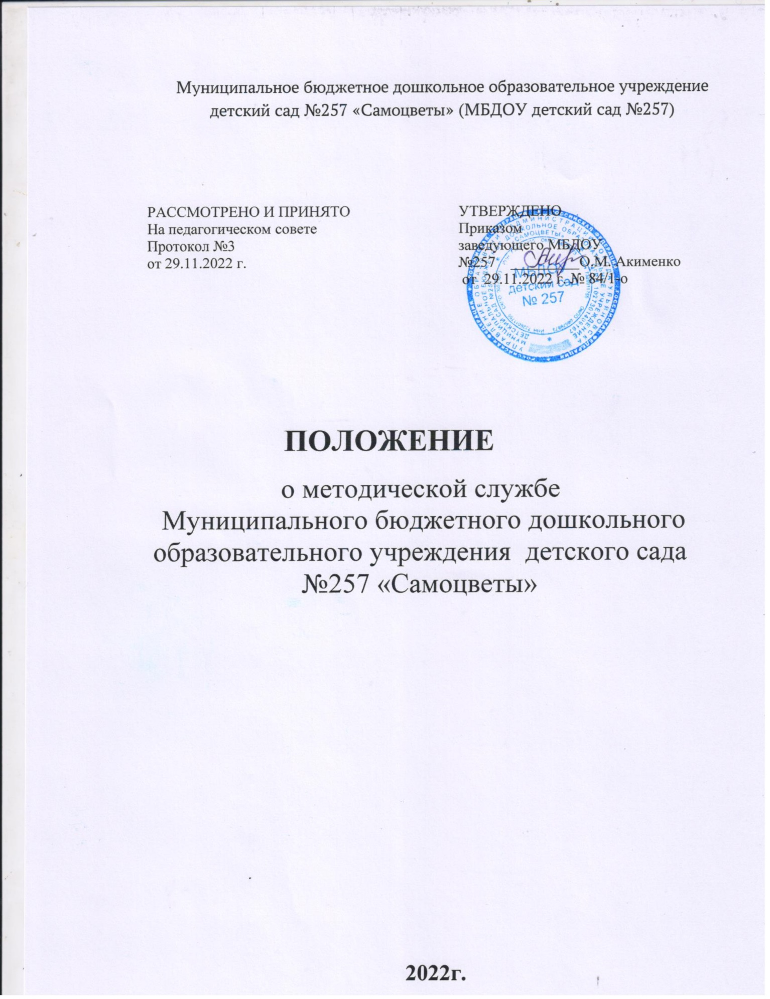 Муниципальное бюджетное дошкольное образовательное учреждение
детский сад №257 «Самоцветы» (МБДОУ детский сад №257)
РАССМОТРЕНО И ПРИНЯТО
На педагогическом совете
Протокол №3
от 29.11.2022 г.
УТВЕРЖДЕНО
Приказом
заведующего МБДОУ
№257 О.М. Акименко
от 29.11.2022 г. № 84/1-о
МБДОУ
детский сад
№ 257
ПОЛОЖЕНИЕ
о методической службе
Муниципального бюджетного дошкольного
образовательного учреждения детского сада
№257 «Самоцветы»
2022г.